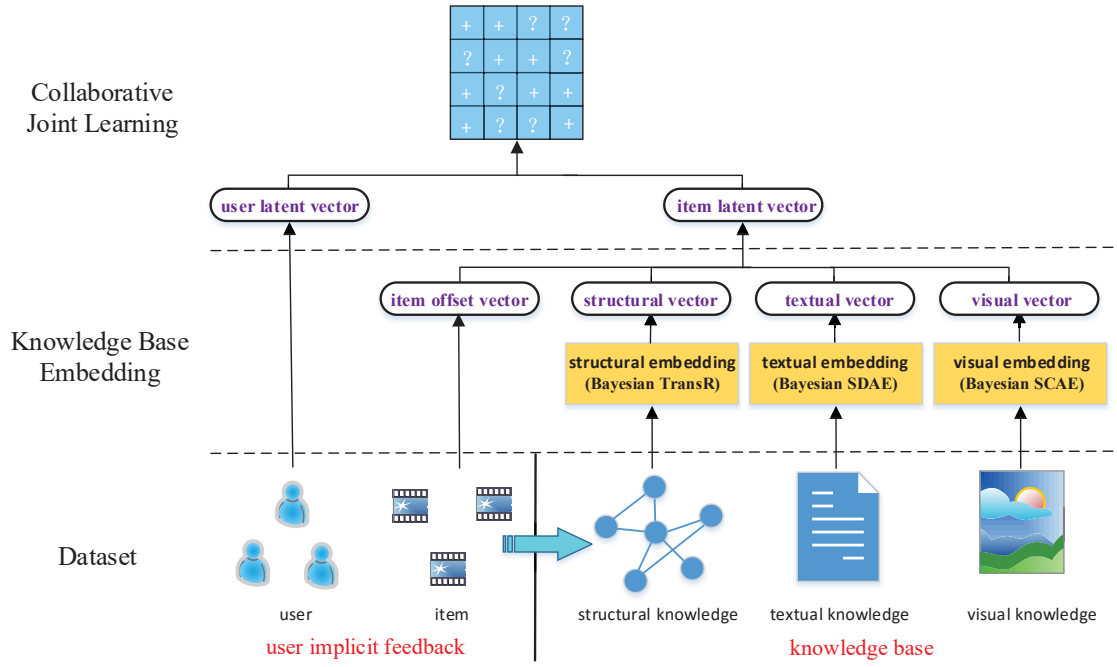 + + ? ?
? + + ?
+ ? + +
+ ? ? +
Collaborative
Joint Learning
user latent vector
item latent vector
item offset vector
structural vector
textual vector
visual vector
Knowledge Base
Embedding
structural embedding
(Bayesian TransR)
textual embedding
(Bayesian SDAE)
visual embedding
(Bayesian SCAE)
Dataset
user
item
structural knowledge
textual knowledge
visual knowledge
user implicit feedback
knowledge base